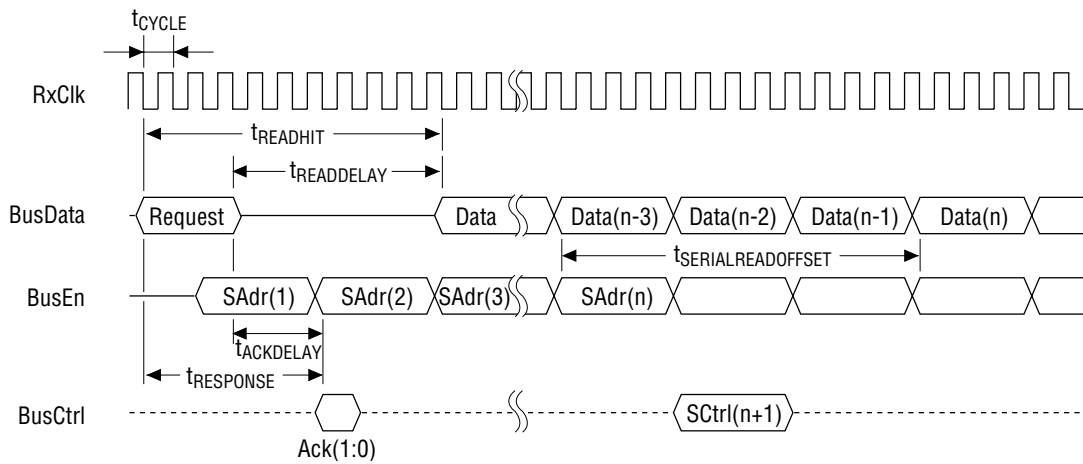 tCYCLE
RxClk
tREADHIT
tREADDELAY
BusData Request Data Data(n-3) Data(n-2) Data(n-1) Data(n)
tSERIALREADOFFSET
BusEn SAdr(1) SAdr(2) SAdr(3) SAdr(n)
tACKDELAY
tRESPONSE
BusCtrl SCtrl(n+1)
Ack(1:0)